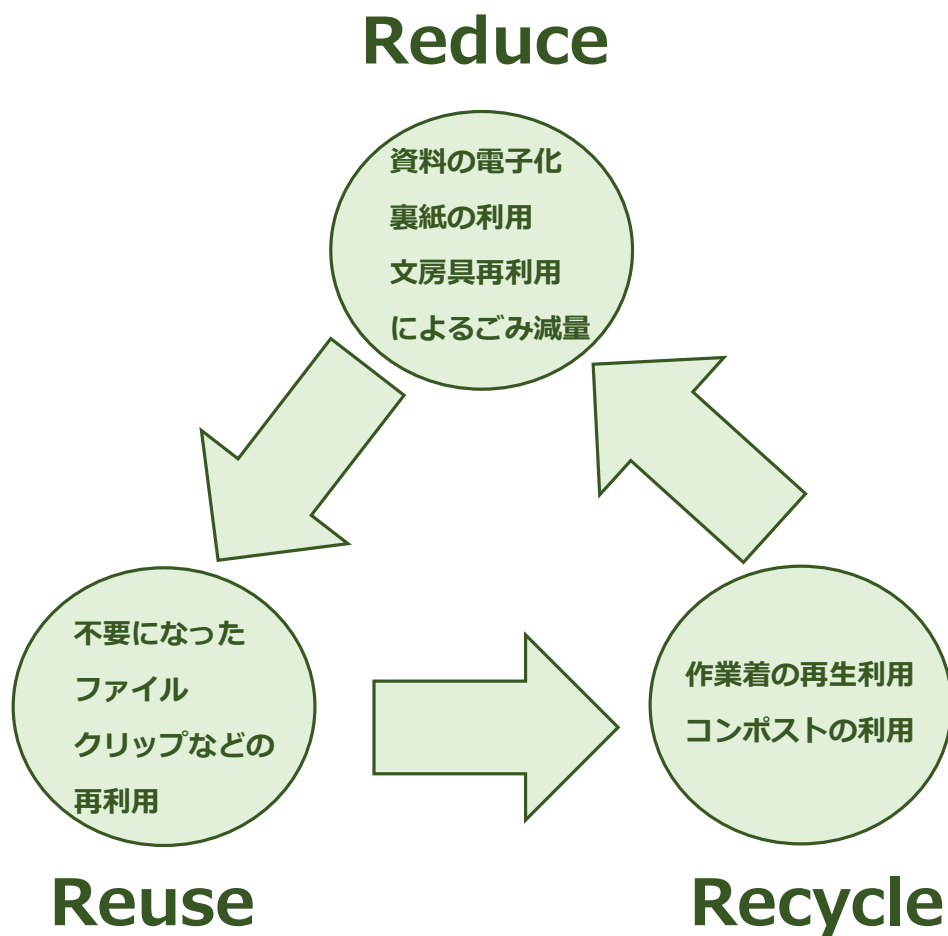 Reduce
資料の電子化
裏紙の利用
文房具再利用
によるごみ減量
不要になった
ファイル
クリップなどの
再利用
作業着の再生利用
コンポストの利用
Reuse
Recycle